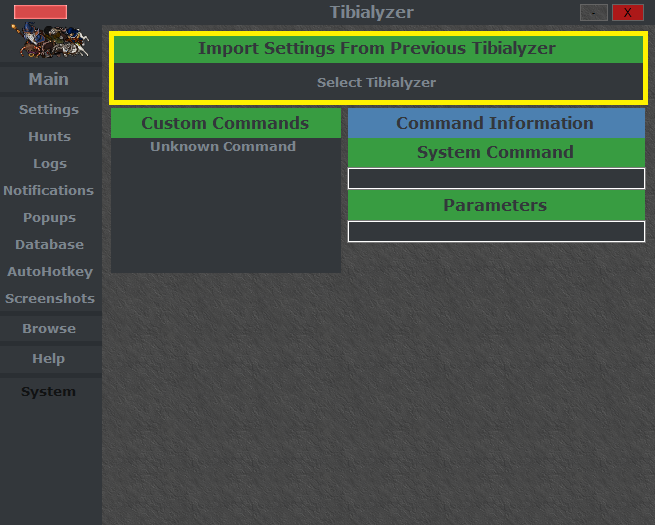 Tibialyzer
-
X
Main
Settings
Hunts
Logs
Notifications
Popups
Database
AutoHotkey
Screenshots
Browse
Help
System
Import Settings From Previous Tibialyzer
Select Tibialyzer
Custom Commands
Unknown Command
Command Information
System Command
Parameters